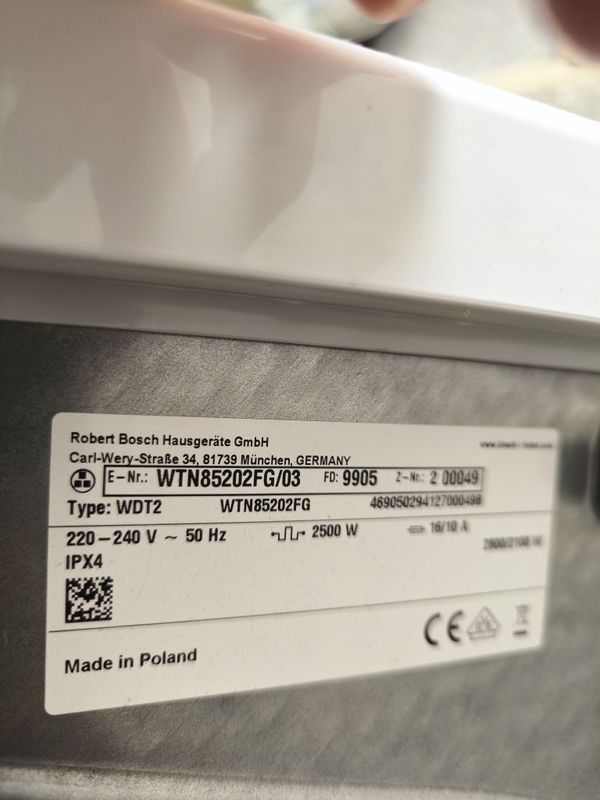 Robert Bosch Hausgeräte GmbH
Carl-Wery-Straße 34, 81739 München, GERMANY
E-Nr.: WTN85202FG/03 FD: 9905 Z-Nr.: 2 00049
Type: WDT2 WTN85202FG 469050294127000498
220-240 V ~ 50 Hz 2500 W 16/10 A
IPX4
CE
Made in Poland